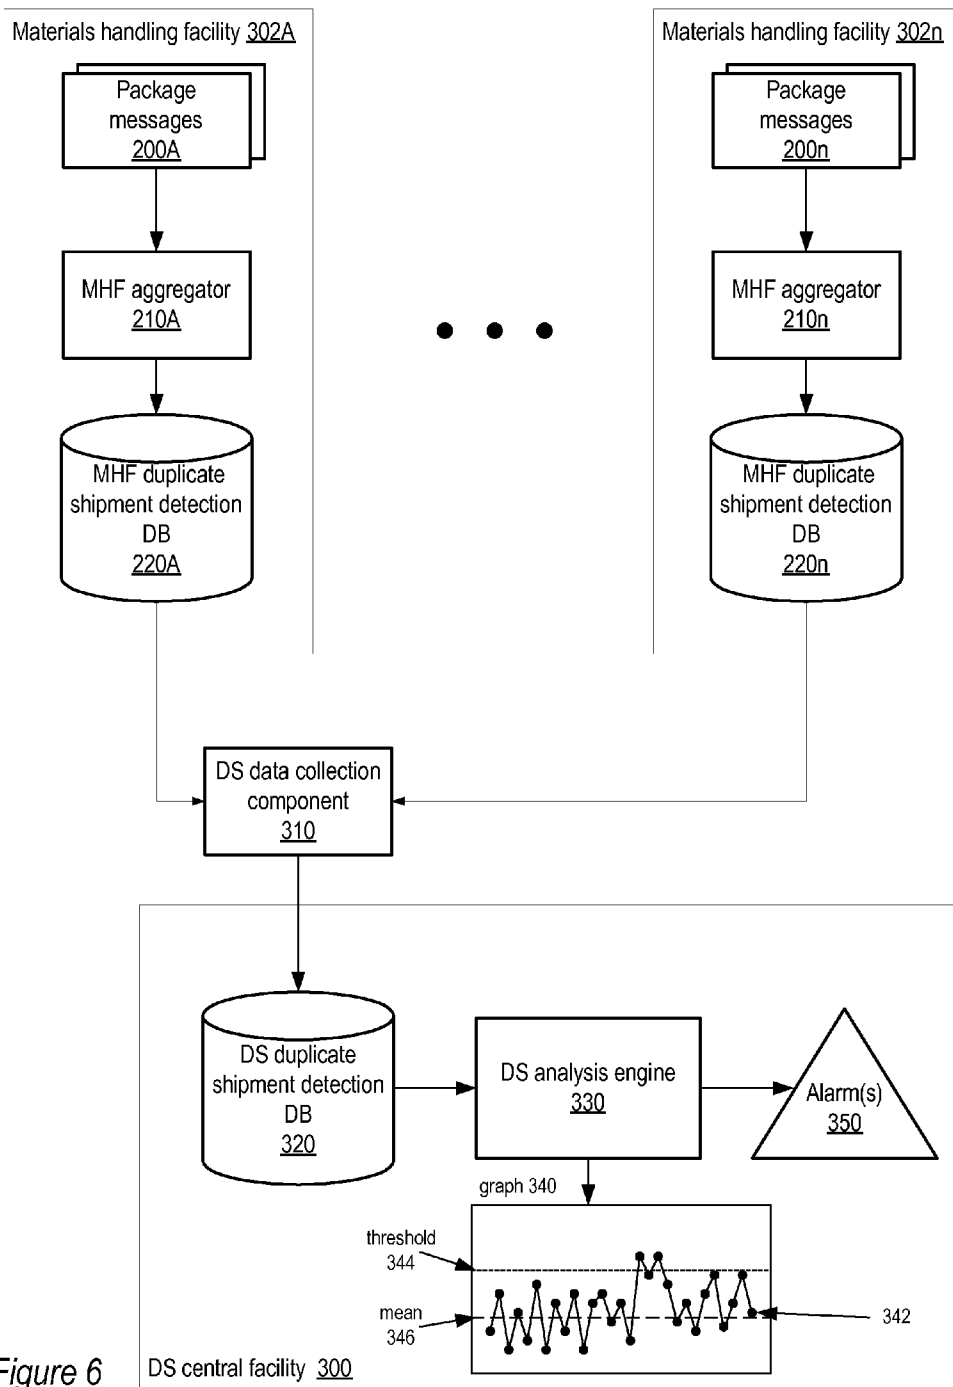 Materials handling facility 302A
Materials handling facility 302n
Package
messages
200A
Package
messages
200n
MHF aggregator
210A
MHF aggregator
210n
MHF duplicate
shipment detection
DB
220A
MHF duplicate
shipment detection
DB
220n
DS data collection
component
310
DS duplicate
shipment detection
DB
320
DS analysis engine
330
Alarm(s)
350
graph 340
threshold
344
mean
346
342
Figure 6
DS central facility 300